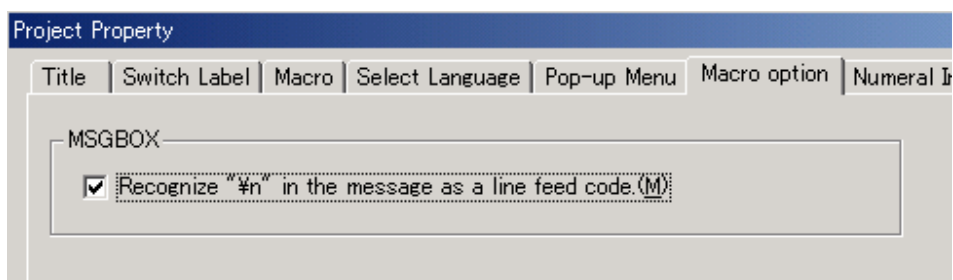 Project Property
Title Switch Label Macro Select Language Pop-up Menu Macro option Numeral
MSGBOX
Recognize "¥n" in the message as a line feed code.(M)